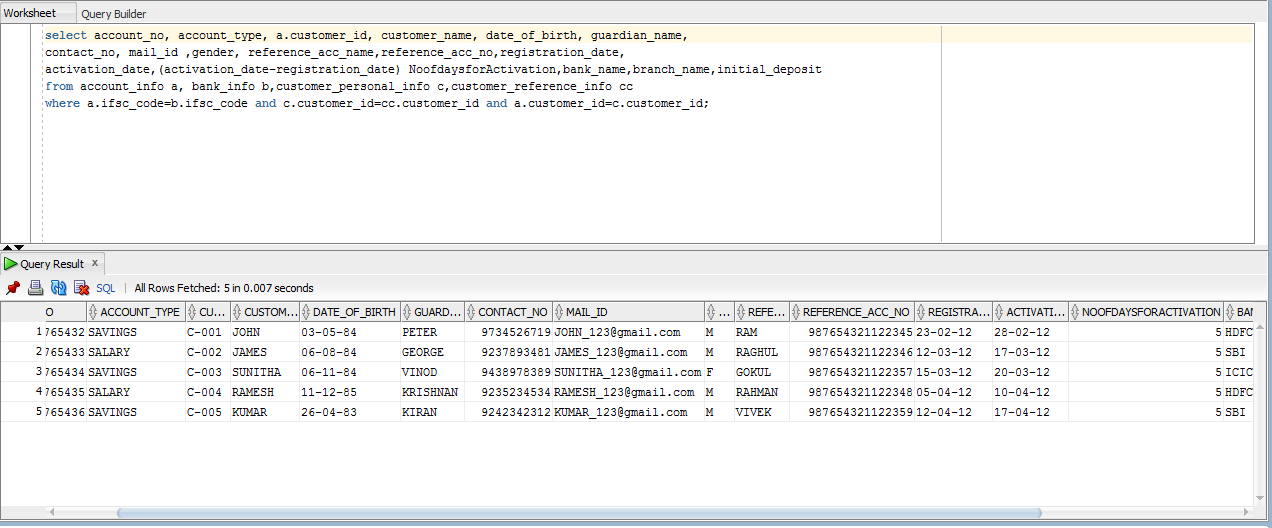 Worksheet Query Builder
select account_no, account_type, a.customer_id, customer_name, date_of_birth, guardian_name,
contact_no, mail_id ,gender, reference_acc_name,reference_acc_no,registration_date,
activation_date,(activation_date-registration_date) NoofdaysforActivation,bank_name,branch_name,initial_deposit
from account_info a, bank_info b,customer_personal_info c,customer_reference_info cc
where a.ifsc_code=b.ifsc_code and c.customer_id=cc.customer_id and a.customer_id=c.customer_id;
Query Result x
SQL | All Rows Fetched: 5 in 0.007 seconds
O ACCOUNT_TYPE CU... CUSTOM... DATE_OF_BIRTH GUARD... CONTACT_NO MAIL_ID ... REFE... REFERENCE_ACC_NO REGISTRA... ACTIVATI... NOOFDAYSFORACTIVATION BAN
1 765432 SAVINGS C-001 JOHN 03-05-84 PETER 9734526719 JOHN_123@gmail.com M RAM 987654321122345 23-02-12 28-02-12 5 HDFC
2 765433 SALARY C-002 JAMES 06-08-84 GEORGE 9237893481 JAMES_123@gmail.com M RAGHUL 987654321122346 12-03-12 17-03-12 5 SBI
3 765434 SAVINGS C-003 SUNITHA 06-11-84 VINOD 9438978389 SUNITHA_123@gmail.com F GOKUL 987654321122357 15-03-12 20-03-12 5 ICIC
4 765435 SALARY C-004 RAMESH 11-12-85 KRISHNAN 9235234534 RAMESH_123@gmail.com M RAHMAN 987654321122348 05-04-12 10-04-12 5 HDFC
5 765436 SAVINGS C-005 KUMAR 26-04-83 KIRAN 9242342312 KUMAR_123@gmail.com M VIVEK 987654321122359 12-04-12 17-04-12 5 SBI